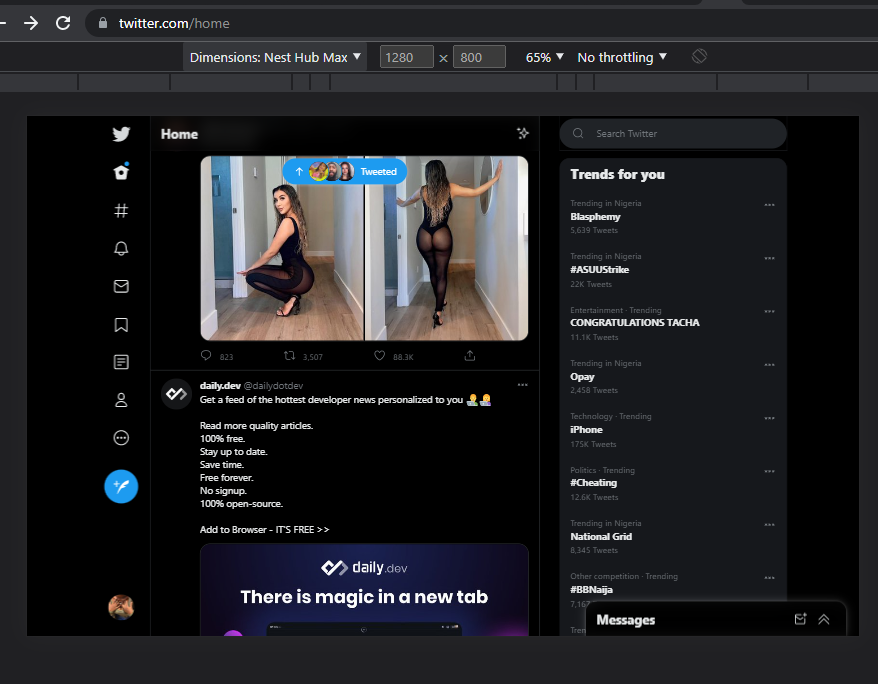 twitter.com/home
Dimensions: Nest Hub Max ▼ 1280 × 800 65% ▼ No throttling ▼
Home
Search Twitter
Tweeted
Trends for you
Trending in Nigeria
Blasphemy
5,639 Tweets
Trending in Nigeria
#ASUUStrike
22K Tweets
Entertainment · Trending
CONGRATULATIONS TACHA
11.1K Tweets
823 3,507 88.3K
Trending in Nigeria
Opay
2,458 Tweets
daily.dev @dailydotdev
Get a feed of the hottest developer news personalized to you
Read more quality articles.
100% free.
Stay up to date.
Save time.
Free forever.
No signup.
100% open-source.
Add to Browser - IT'S FREE >>
daily.dev
There is magic in a new tab
Technology · Trending
iPhone
175K Tweets
Politics · Trending
#Cheating
12.6K Tweets
Trending in Nigeria
National Grid
8,345 Tweets
Other competition · Trending
#BBNaija
Messages